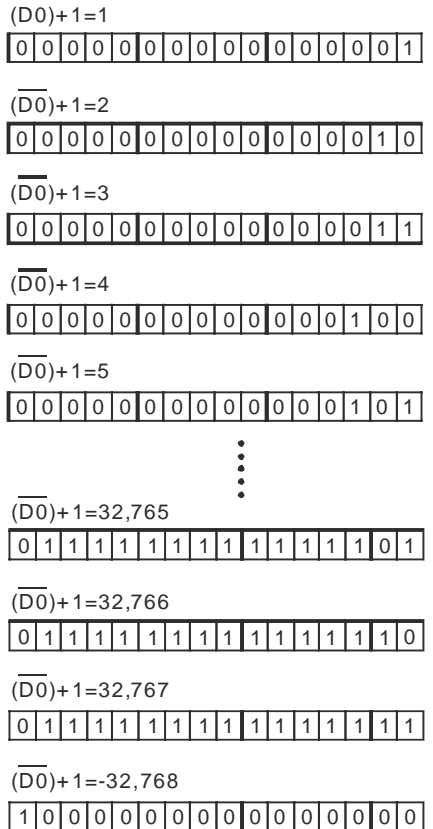 (D0)+1=1
0 0 0 0 0 0 0 0 0 0 0 0 0 0 0 1
(D̅0̅)+1=2
0 0 0 0 0 0 0 0 0 0 0 0 0 0 1 0
(D̅0̅)+1=3
0 0 0 0 0 0 0 0 0 0 0 0 0 0 1 1
(D̅0̅)+1=4
0 0 0 0 0 0 0 0 0 0 0 0 0 1 0 0
(D̅0̅)+1=5
0 0 0 0 0 0 0 0 0 0 0 0 0 1 0 1
(D̅0̅)+1=32,765
0 1 1 1 1 1 1 1 1 1 1 1 1 1 0 1
(D̅0̅)+1=32,766
0 1 1 1 1 1 1 1 1 1 1 1 1 1 1 0
(D̅0̅)+1=32,767
0 1 1 1 1 1 1 1 1 1 1 1 1 1 1 1
(D̅0̅)+1=-32,768
1 0 0 0 0 0 0 0 0 0 0 0 0 0 0 0